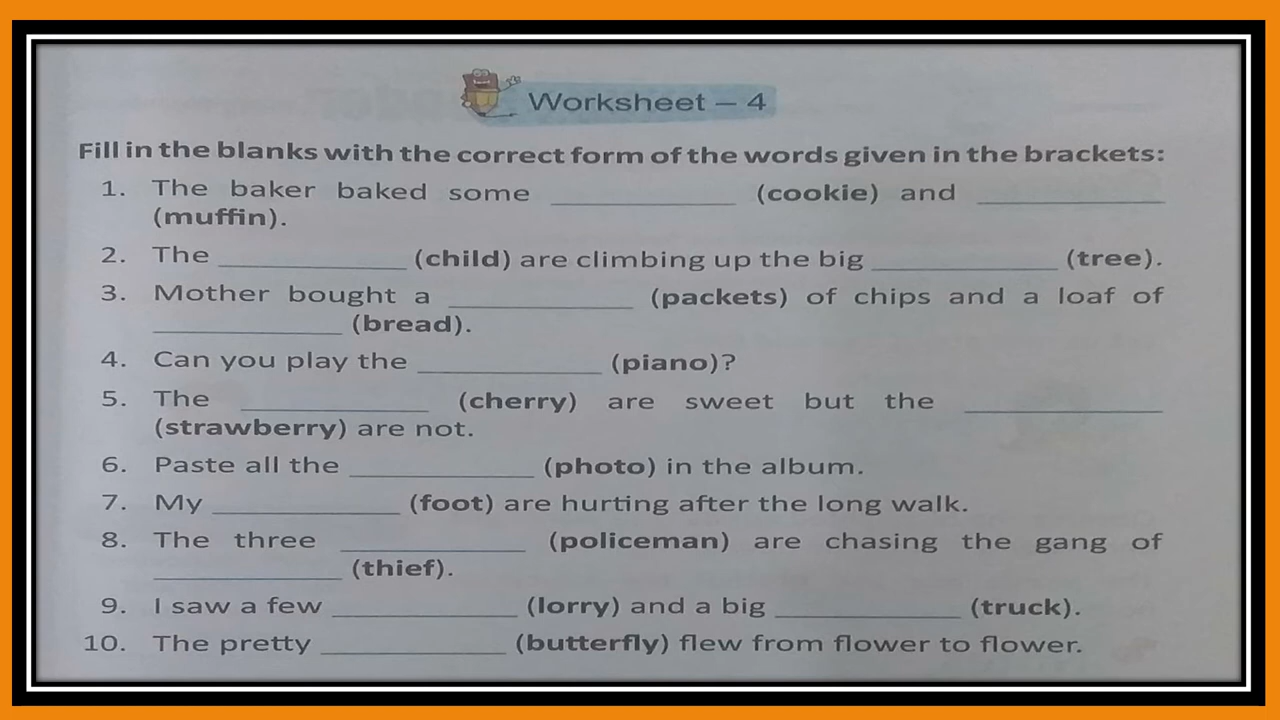 Worksheet – 4
Fill in the blanks with the correct form of the words given in the brackets:
1. The baker baked some ____________ (cookie) and ____________
(muffin).
2. The ____________ (child) are climbing up the big ____________ (tree).
3. Mother bought a ____________ (packets) of chips and a loaf of
____________ (bread).
4. Can you play the ____________ (piano)?
5. The ____________ (cherry) are sweet but the ____________
(strawberry) are not.
6. Paste all the ____________ (photo) in the album.
7. My ____________ (foot) are hurting after the long walk.
8. The three ____________ (policeman) are chasing the gang of
____________ (thief).
9. I saw a few ____________ (lorry) and a big ____________ (truck).
10. The pretty ____________ (butterfly) flew from flower to flower.